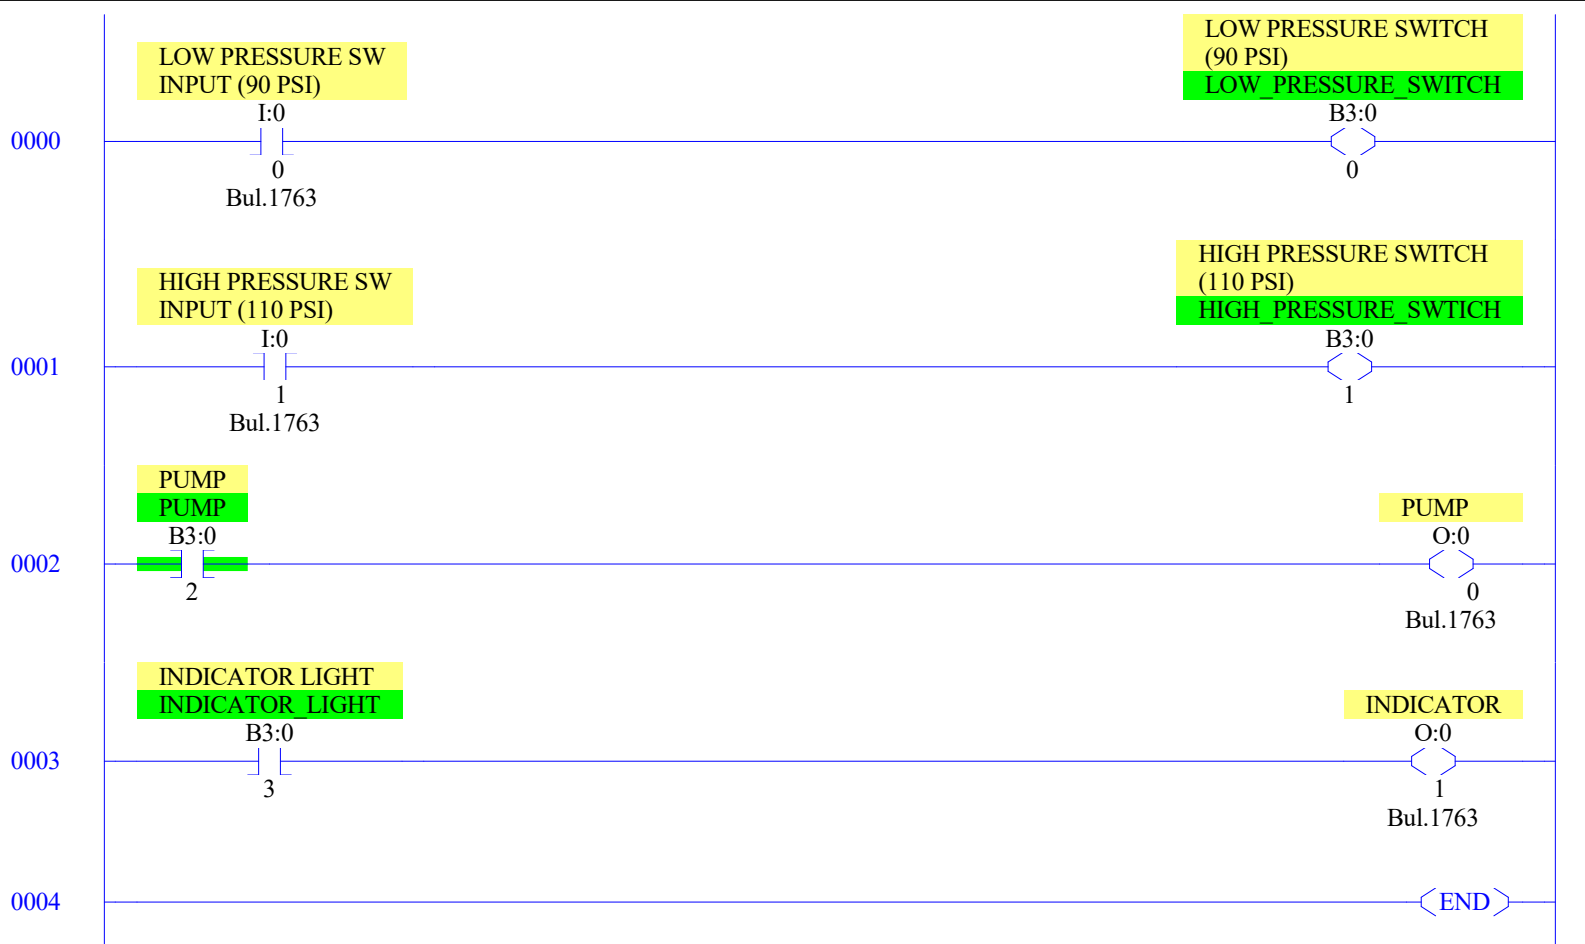 LOW PRESSURE SW
INPUT (90 PSI)
I:0
0
Bul.1763
LOW PRESSURE SWITCH
(90 PSI)
LOW_PRESSURE_SWITCH
B3:0
0
0000
HIGH PRESSURE SW
INPUT (110 PSI)
I:0
1
Bul.1763
HIGH PRESSURE SWITCH
(110 PSI)
HIGH_PRESSURE_SWTICH
B3:0
1
0001
PUMP
PUMP
B3:0
2
PUMP
O:0
0
Bul.1763
0002
INDICATOR LIGHT
INDICATOR_LIGHT
B3:0
3
INDICATOR
O:0
1
Bul.1763
0003
0004
END